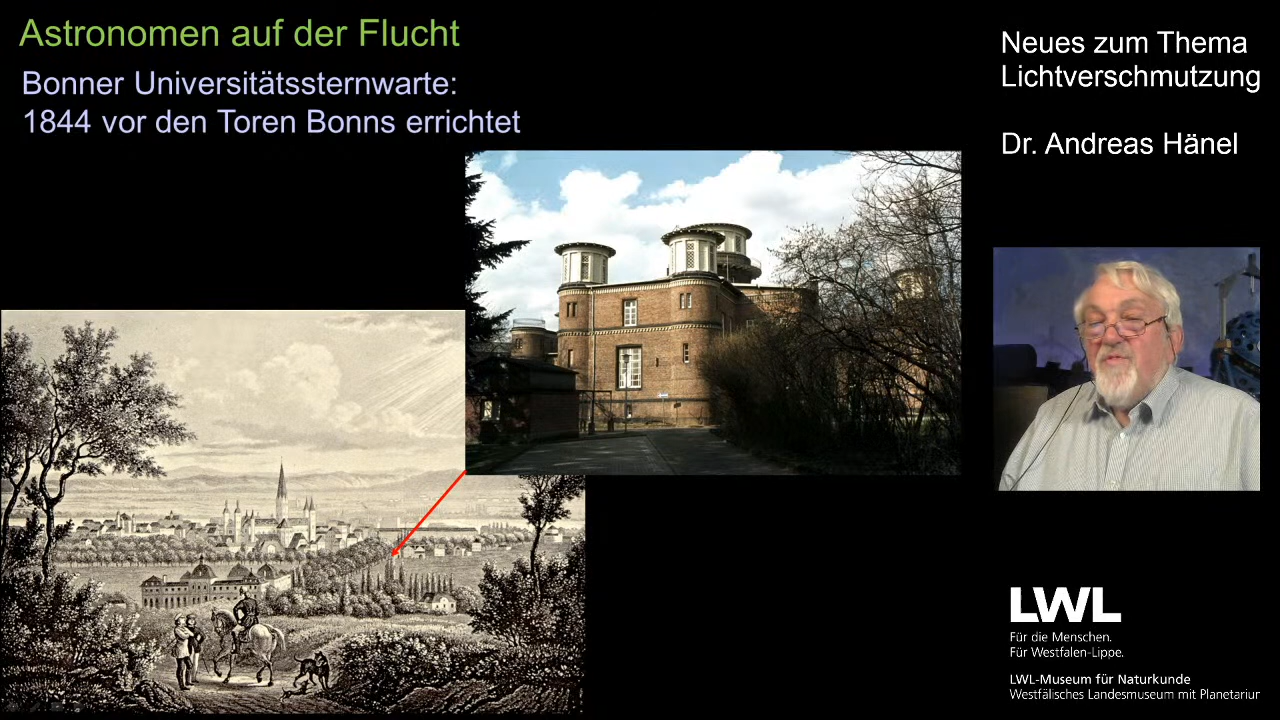 Astronomen auf der Flucht
Bonner Universitätssternwarte:
1844 vor den Toren Bonns errichtet
Neues zum Thema
Lichtverschmutzung
Dr. Andreas Hänel
LWL
Für die Menschen.
Für Westfalen-Lippe.
LWL-Museum für Naturkunde
Westfälisches Landesmuseum mit Planetarium